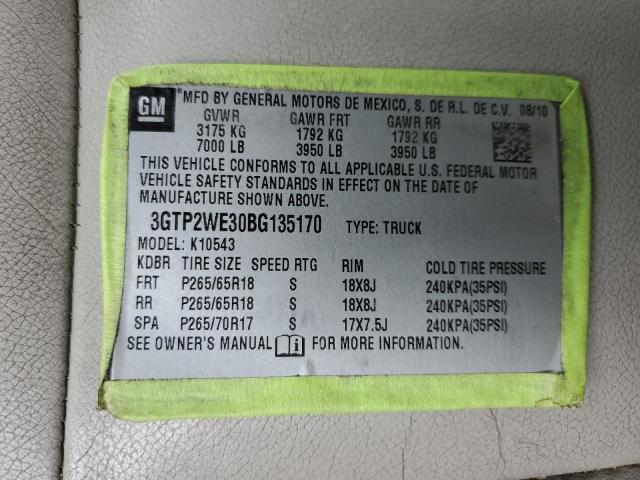 GM ®MFD BY GENERAL MOTORS DE MEXICO, S. DE R.L. DE C.V. 08/10
GVWR GAWR FRT GAWR RR
3175 KG 1792 KG 1792 KG
7000 LB 3950 LB 3950 LB
THIS VEHICLE CONFORMS TO ALL APPLICABLE U.S. FEDERAL MOTOR
VEHICLE SAFETY STANDARDS IN EFFECT ON THE DATE OF
MANUFACTURE SHOWN ABOVE.
3GTP2WE30BG135170 TYPE: TRUCK
MODEL: K10543
KDBR TIRE SIZE SPEED RTG RIM COLD TIRE PRESSURE
FRT P265/65R18 S 18X8J 240KPA(35PSI)
RR P265/65R18 S 18X8J 240KPA(35PSI)
SPA P265/70R17 S 17X7.5J 240KPA(35PSI)
SEE OWNER'S MANUAL FOR MORE INFORMATION.